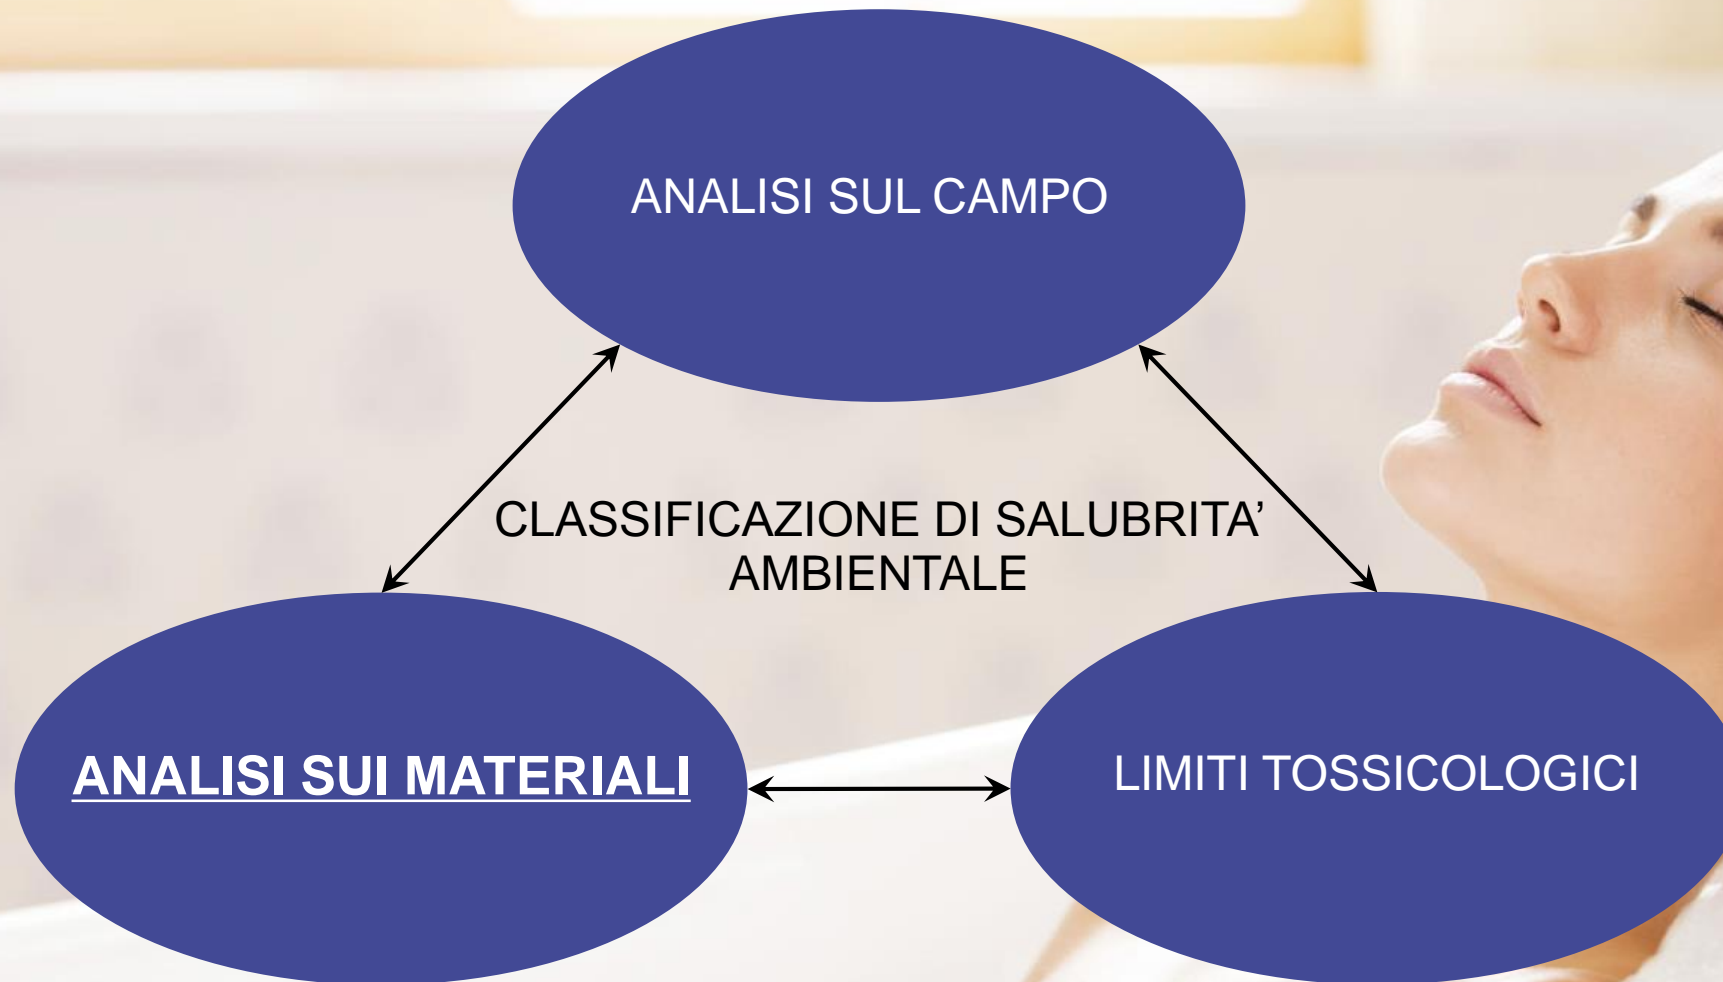 ANALISI SUL CAMPO
CLASSIFICAZIONE DI SALUBRITA’
AMBIENTALE
ANALISI SUI MATERIALI
LIMITI TOSSICOLOGICI